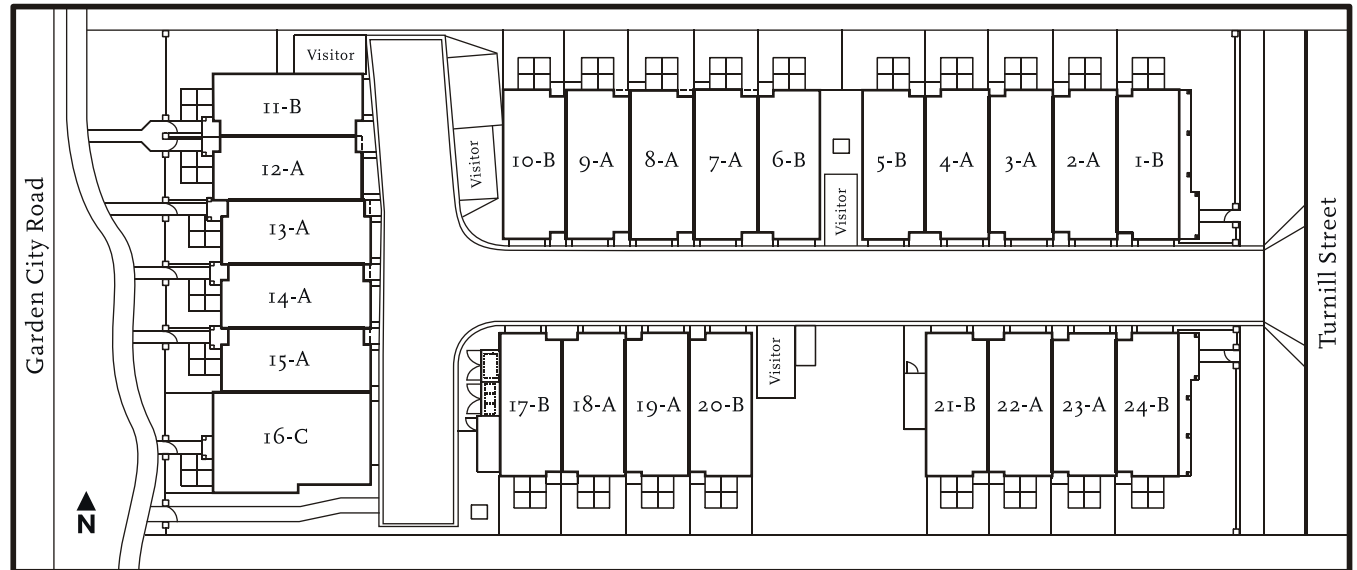 Visitor
11-B
12-A
13-A
14-A
15-A
16-C
Garden City Road
N
Visitor
10-B
9-A
8-A
7-A
6-B
Visitor
5-B
4-A
3-A
2-A
1-B
17-B
18-A
19-A
20-B
Visitor
21-B
22-A
23-A
24-B
Turnill Street